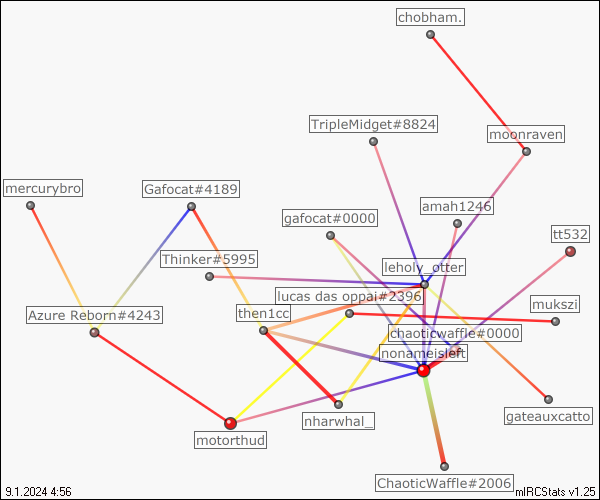 chobham.
TripleMidget#8824
moonraven
mercurybro
Gafocat#4189
amah1246
gafocat#0000
tt532
Thinker#5995
leholy_otter
lucas das oppai#2396
mukszi
Azure Reborn#4243
then1cc
chaoticwaffle#0000
nonameisleft
gateauxcatto
nharwhal_
motorthud
ChaoticWaffle#2006
9.1.2024 4:56
mIRCStats v1.25